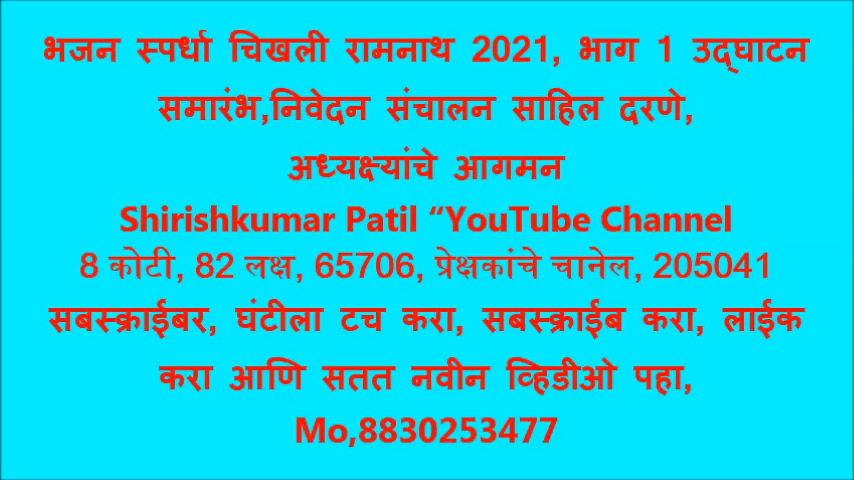 भजन स्पर्धा चिखली रामनाथ 2021, भाग 1 उद्घाटन
समारंभ,निवेदन संचालन साहिल दरणे,
अध्यक्ष्यांचे आगमन
Shirishkumar Patil “YouTube Channel
8 कोटी, 82 लक्ष, 65706, प्रेक्षकांचे चानेल, 205041
सबस्क्राईबर, घंटीला टच करा, सबस्क्राईब करा, लाईक
करा आणि सतत नवीन व्हिडीओ पहा,
Mo,8830253477